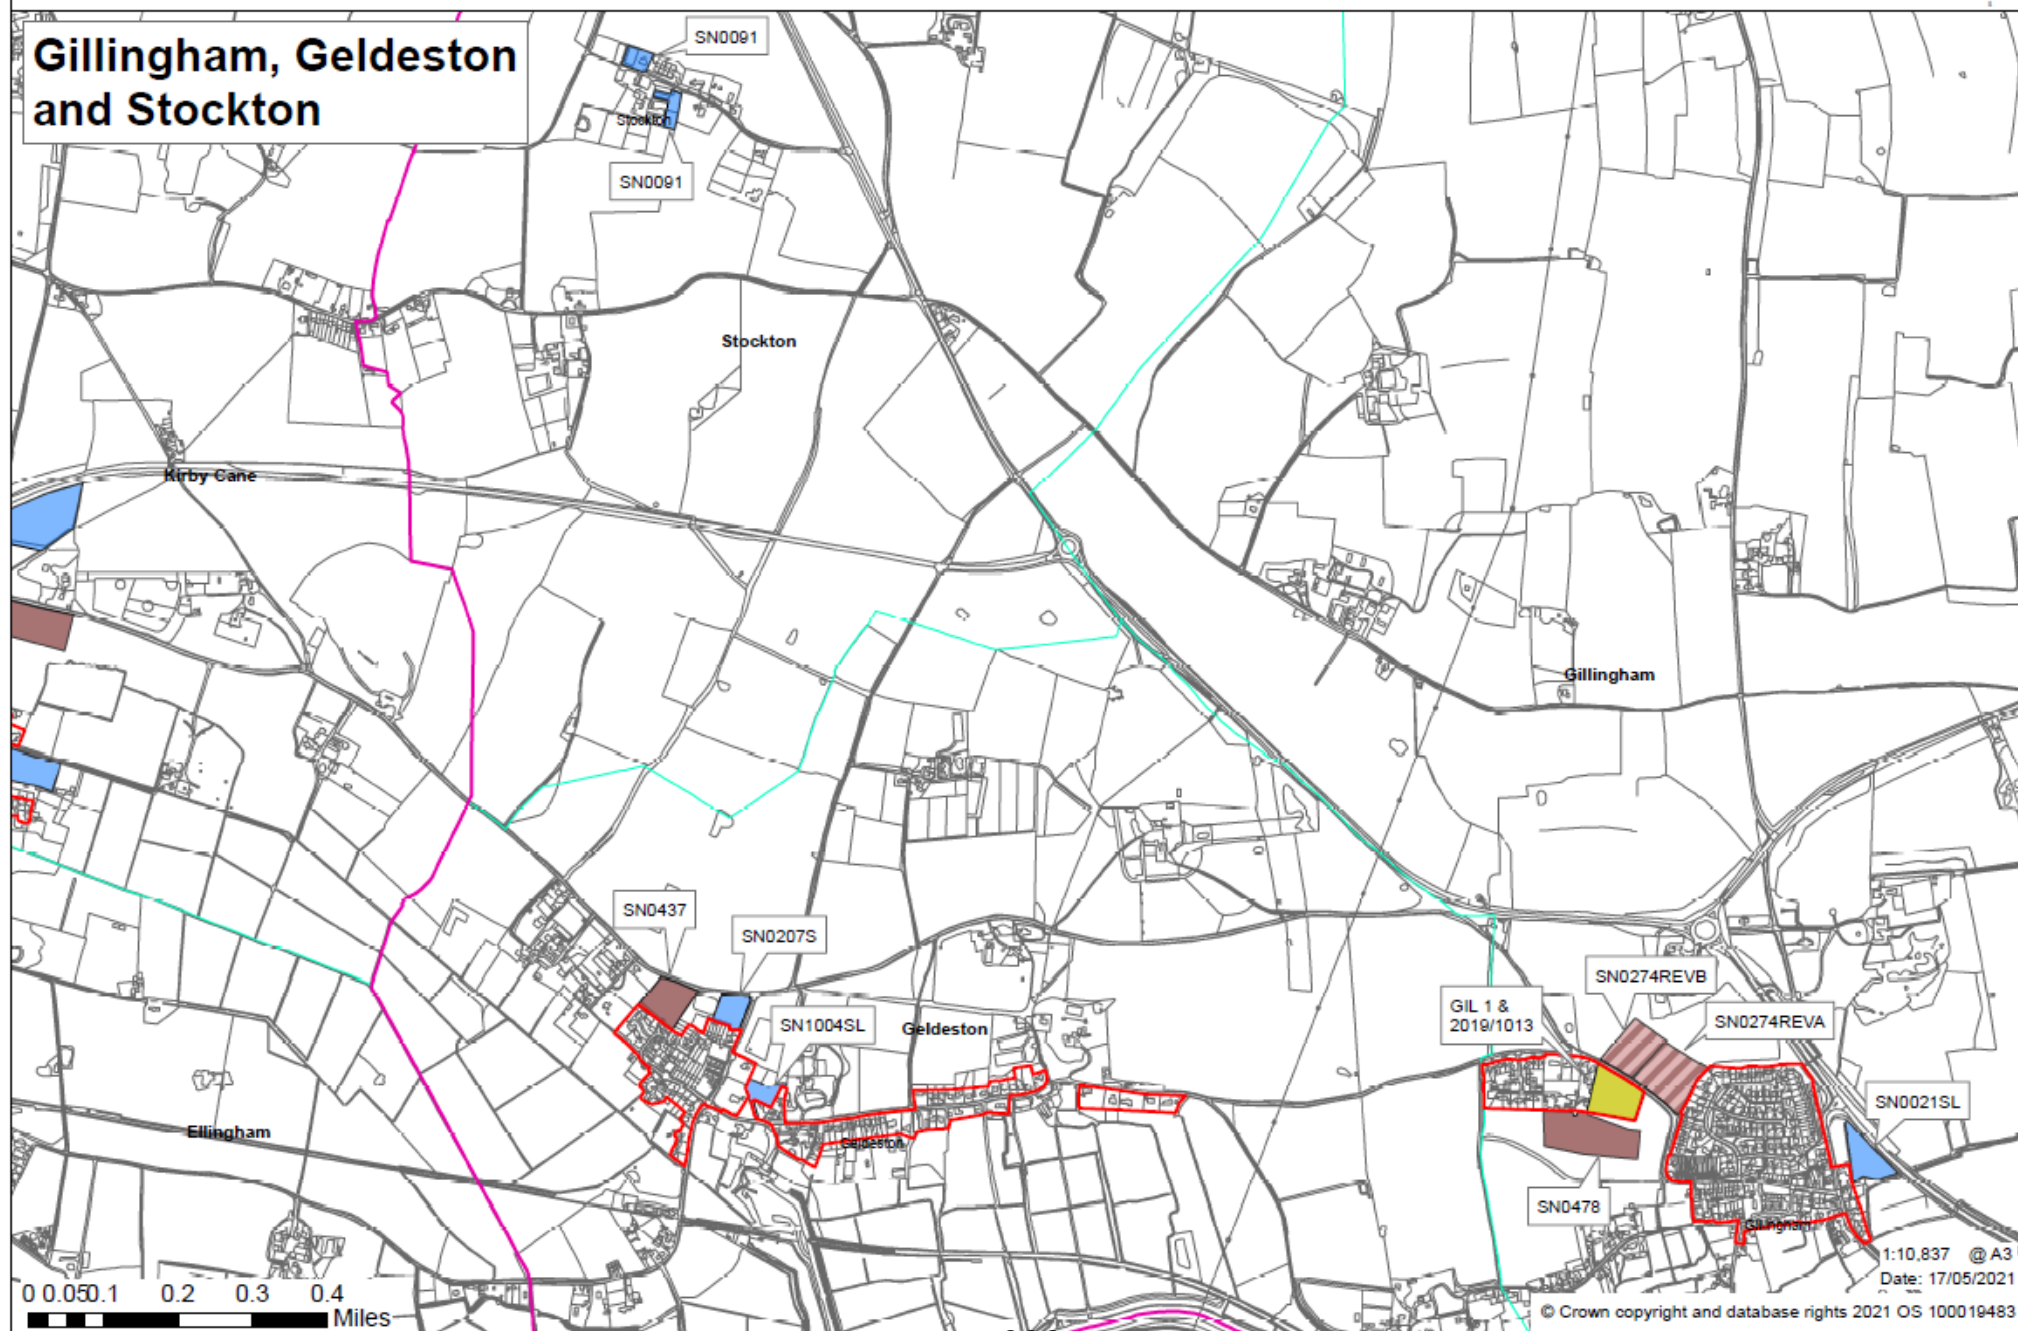 Gillingham, Geldeston
and Stockton
SN0091
Stockton
SN0091
Stockton
Kirby Cane
Gillingham
SN0437
SN0207S
SN1004SL
Geldeston
SN0274REVB
GIL 1 &
2019/1013
SN0274REVA
SN0021SL
Ellingham
Geldeston
SN0478
Gillingham
1:10,837 @ A3
Date: 17/05/2021
0 0.050.1 0.2 0.3 0.4
Miles
© Crown copyright and database rights 2021 OS 100019483